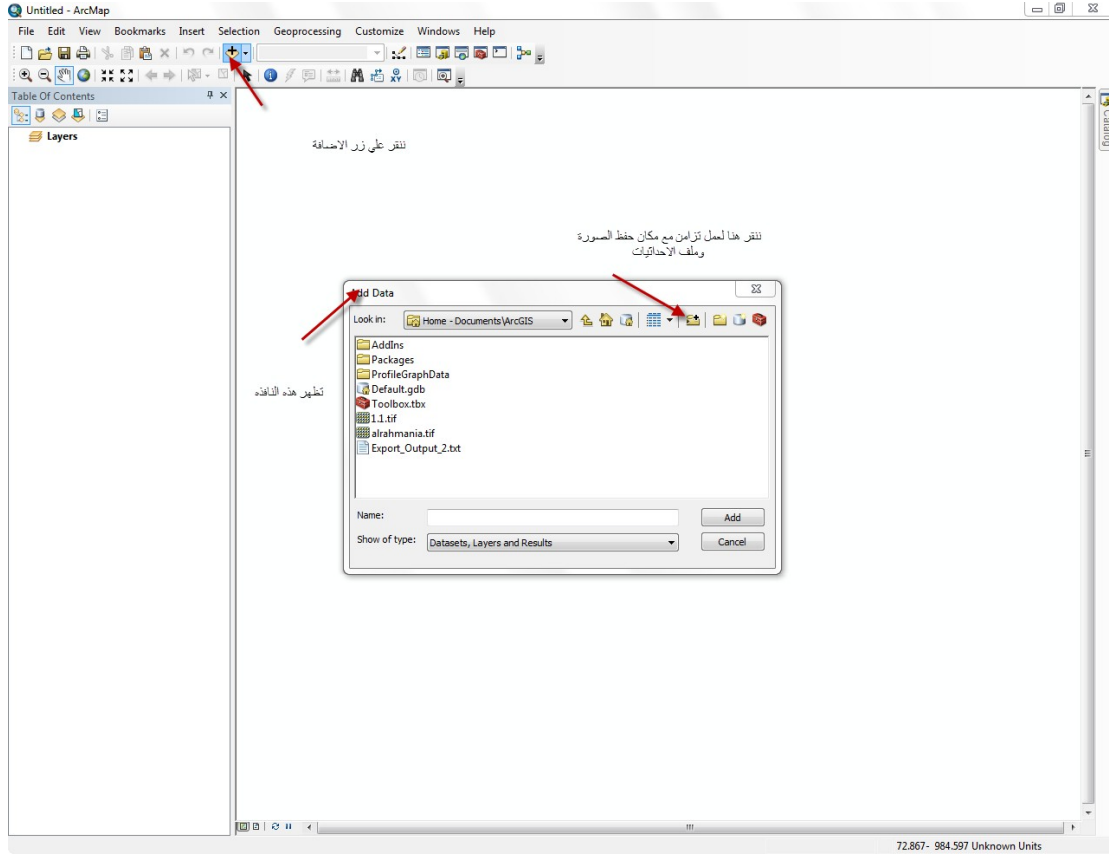 Untitled - ArcMap
File Edit View Bookmarks Insert Selection Geoprocessing Customize Windows Help
Table Of Contents
Layers
Catalog
ننقر علي زر الاضافة
ننقر هنا لعمل تزامن مع مكان حفظ الصورة
وملف الاحداثيات
تظهر هذه النافذه
Add Data
Look in: Home - Documents\ArcGIS
AddIns
Packages
ProfileGraphData
Default.gdb
Toolbox.tbx
1.1.tif
alrahmania.tif
Export_Output_2.txt
Name: Add
Show of type: Datasets, Layers and Results Cancel
72.867- 984.597 Unknown Units